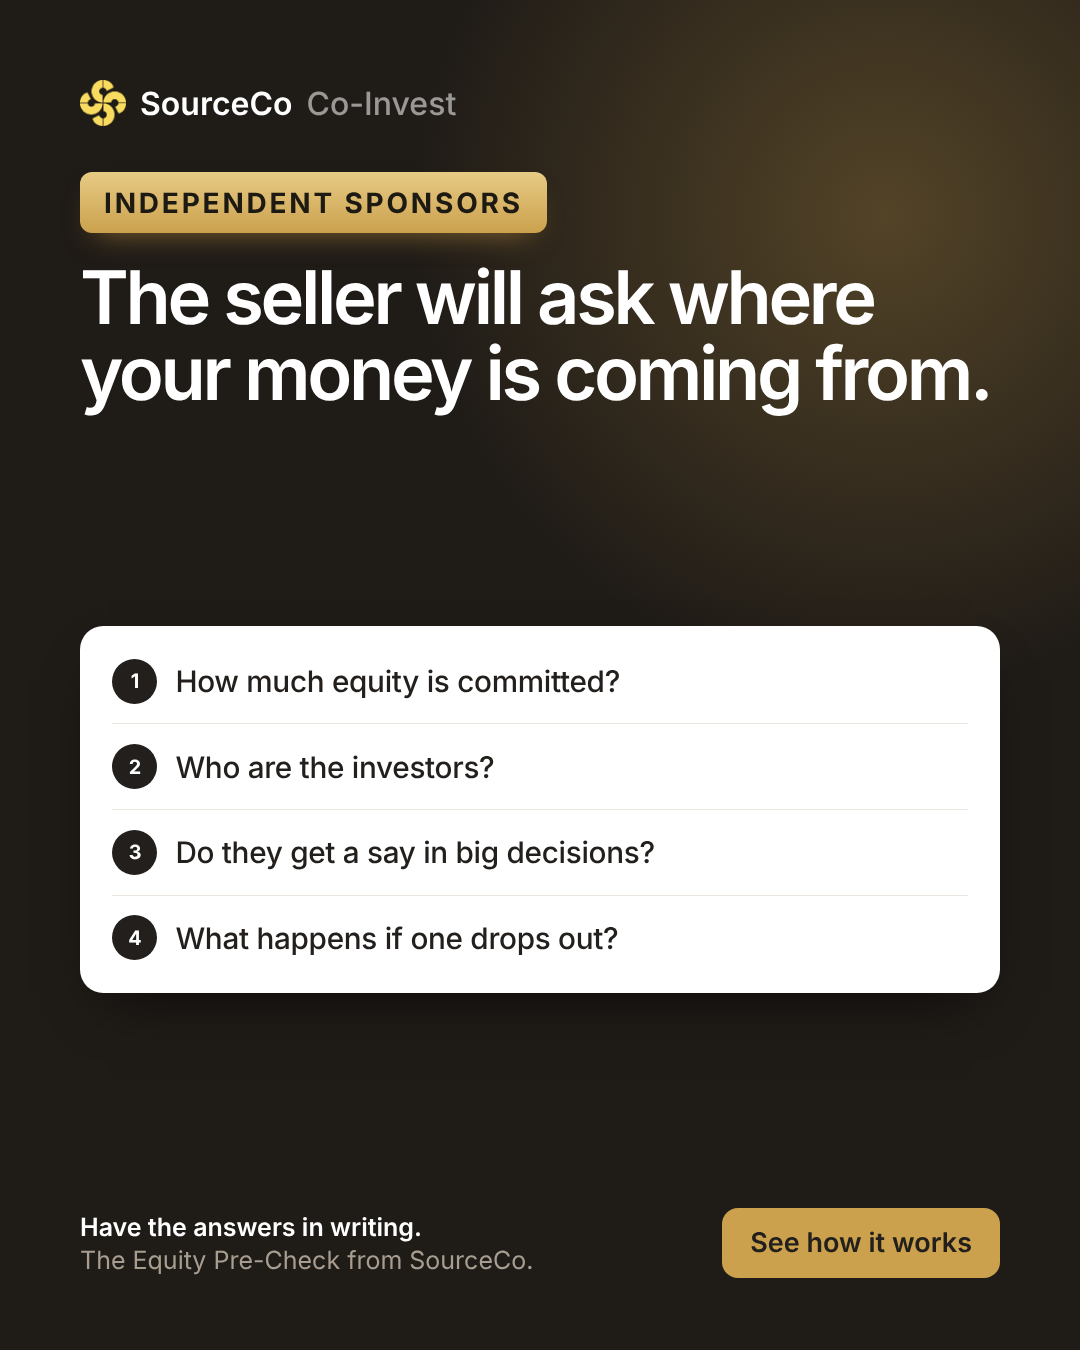 SourceCo Co-Invest
INDEPENDENT SPONSORS
The seller will ask where
your money is coming from.
1 How much equity is committed?
2 Who are the investors?
3 Do they get a say in big decisions?
4 What happens if one drops out?
Have the answers in writing.
The Equity Pre-Check from SourceCo.
See how it works